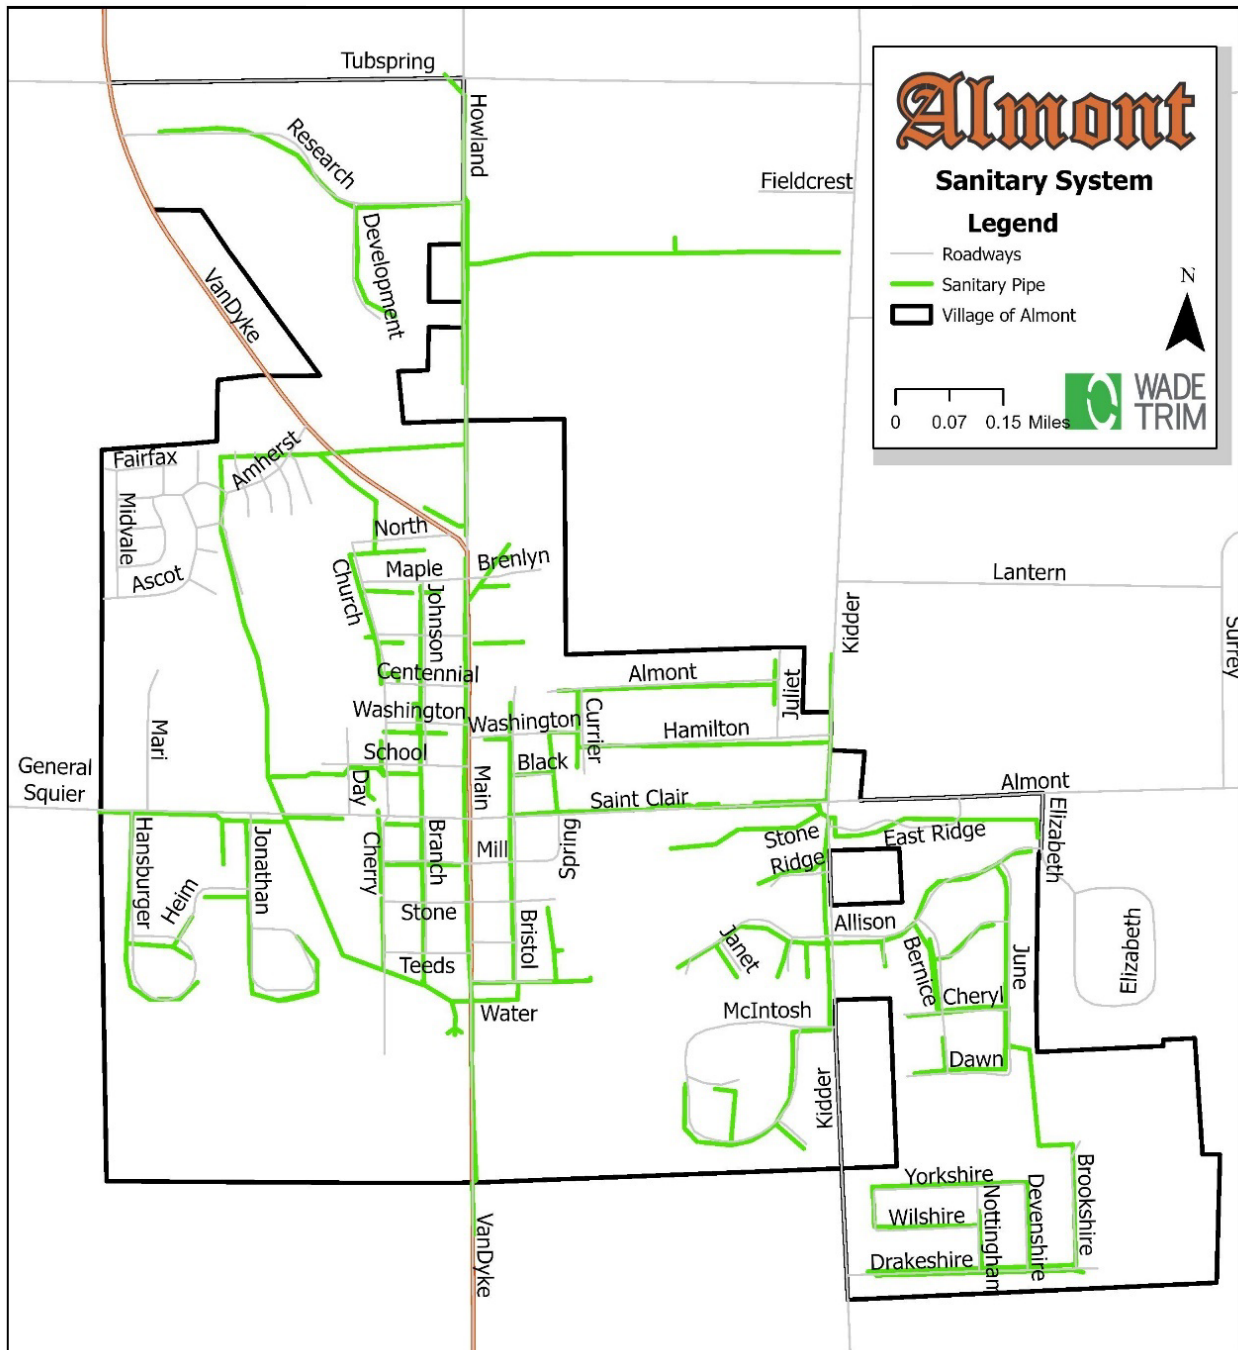 Tubspring
Howland
Research
Development
Fieldcrest
VanDyke
Almont
Sanitary System
Legend
Roadways
Sanitary Pipe
Village of Almont
N
0 0.07 0.15 Miles
WADE
TRIM
Fairfax
Amherst
Midvale
Ascot
North
Maple
Brenlyn
Church
Johnson
Centennial
Washington
Washington
School
Day
Main
Black
Currier
Almont
Juliet
Hamilton
Kidder
Lantern
Surrey
Mari
General
Squier
Saint Clair
Almont
Hansburger
Heim
Jonathan
Cherry
Branch
Mill
Spring
Stone
Teeds
Bristol
Water
Stone
Ridge
East Ridge
Elizabeth
Elizabeth
Allison
Janet
Bernice
June
Cheryl
McIntosh
Dawn
Kidder
Yorkshire
Wilshire
Nottingham
Devenshire
Brookshire
Drakeshire
VanDyke